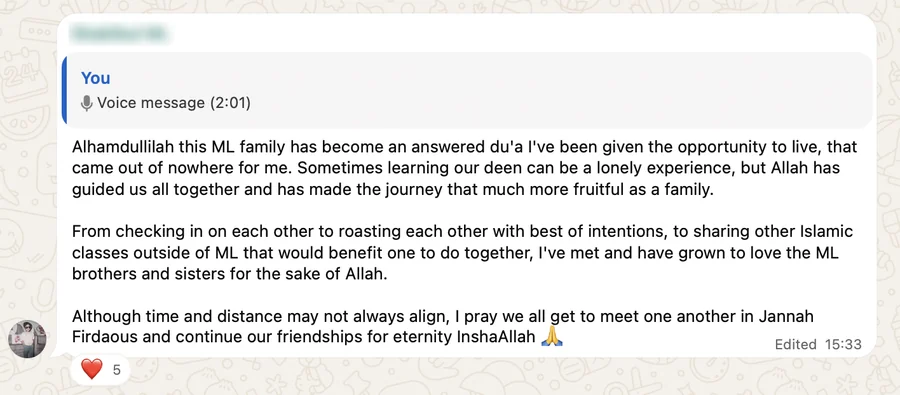 You
Voice message (2:01)
Alhamdullilah this ML family has become an answered du'a I've been given the opportunity to live, that
came out of nowhere for me. Sometimes learning our deen can be a lonely experience, but Allah has
guided us all together and has made the journey that much more fruitful as a family.
From checking in on each other to roasting each other with best of intentions, to sharing other Islamic
classes outside of ML that would benefit one to do together, I've met and have grown to love the ML
brothers and sisters for the sake of Allah.
Although time and distance may not always align, I pray we all get to meet one another in Jannah
Firdaous and continue our friendships for eternity InshaAllah 🙏
Edited 15:33
❤️ 5